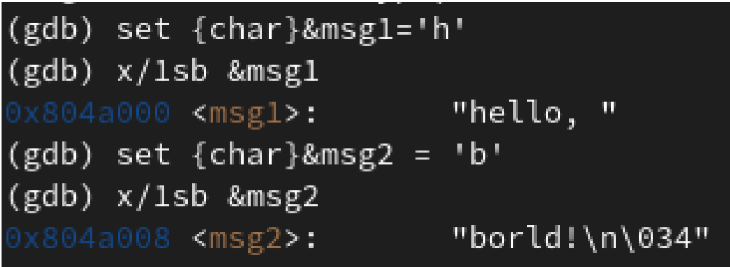 (gdb) set {char}&msg1='h'
(gdb) x/1sb &msg1
0x804a000 <msg1>:       "hello, "
(gdb) set {char}&msg2 = 'b'
(gdb) x/1sb &msg2
0x804a008 <msg2>:       "borld!\n\034"